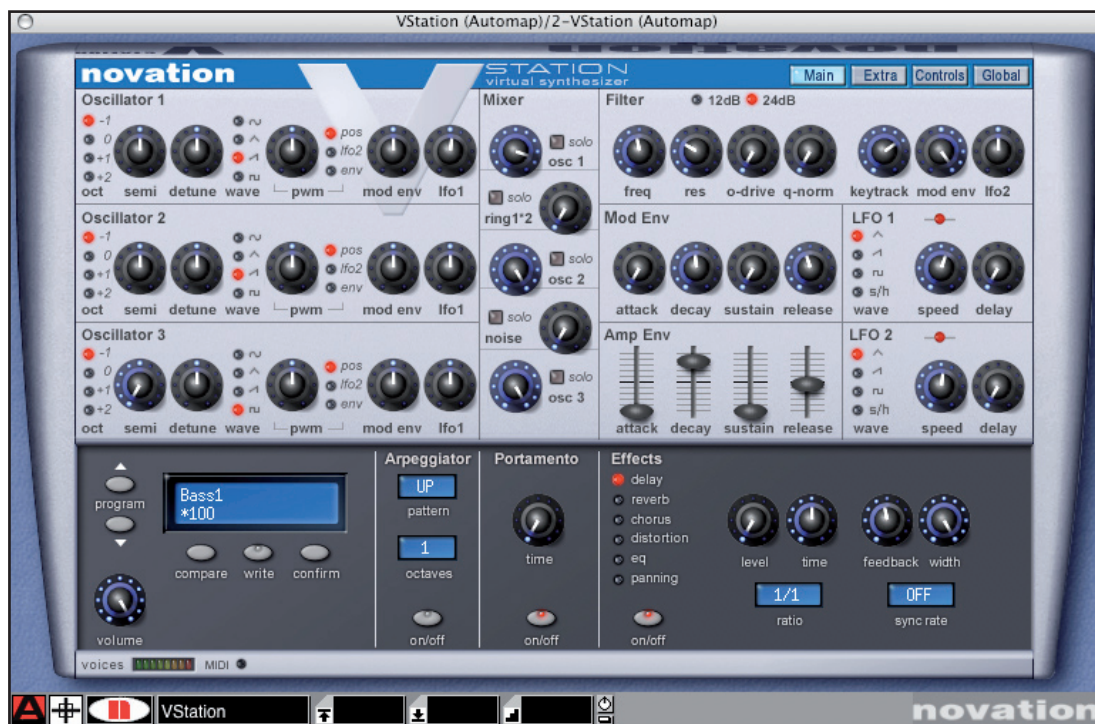 VStation (Automap)/2-VStation (Automap)
novation
V STATION
virtual synthesizer
Main Extra Controls Global
Oscillator 1
-1
0
+1
+2
oct semi detune wave pwm
pos
lfo2
env
mod env lfo1
Oscillator 2
-1
0
+1
+2
oct semi detune wave pwm
pos
lfo2
env
mod env lfo1
Oscillator 3
-1
0
+1
+2
oct semi detune wave pwm
pos
lfo2
env
mod env lfo1
Mixer
solo
osc 1
solo
ring1*2
solo
osc 2
solo
noise
solo
osc 3
Filter 12dB 24dB
freq res o-drive q-norm keytrack mod env lfo2
Mod Env
attack decay sustain release
LFO 1
s/h
wave speed delay
Amp Env
attack decay sustain release
LFO 2
s/h
wave speed delay
program
Bass1
*100
compare write confirm
volume
Arpeggiator
UP
pattern
1
octaves
on/off
Portamento
time
on/off
Effects
delay
reverb
chorus
distortion
eq
panning
on/off
level time feedback width
1/1
ratio
OFF
sync rate
voices MIDI
A n VStation
novation